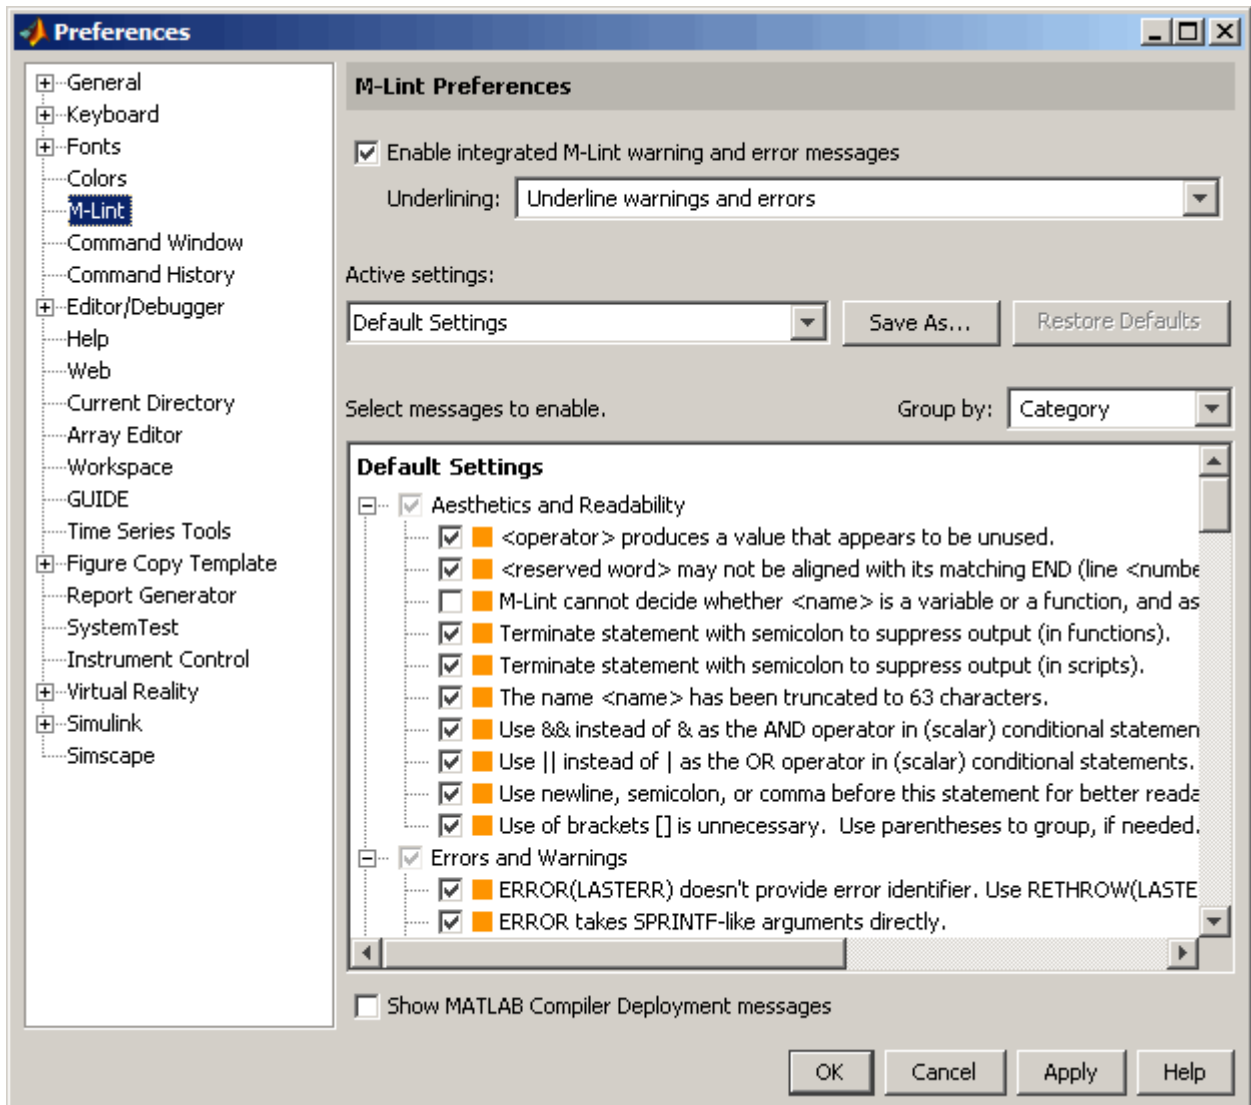 Preferences
General
Keyboard
Fonts
Colors
M-Lint
Command Window
Command History
Editor/Debugger
Help
Web
Current Directory
Array Editor
Workspace
GUIDE
Time Series Tools
Figure Copy Template
Report Generator
SystemTest
Instrument Control
Virtual Reality
Simulink
Simscape
M-Lint Preferences
Enable integrated M-Lint warning and error messages
Underlining: Underline warnings and errors
Active settings:
Default Settings Save As... Restore Defaults
Select messages to enable. Group by: Category
Default Settings
Aesthetics and Readability
<operator> produces a value that appears to be unused.
<reserved word> may not be aligned with its matching END (line <numbe
M-Lint cannot decide whether <name> is a variable or a function, and as
Terminate statement with semicolon to suppress output (in functions).
Terminate statement with semicolon to suppress output (in scripts).
The name <name> has been truncated to 63 characters.
Use && instead of & as the AND operator in (scalar) conditional statemen
Use || instead of | as the OR operator in (scalar) conditional statements.
Use newline, semicolon, or comma before this statement for better reada
Use of brackets [] is unnecessary. Use parentheses to group, if needed.
Errors and Warnings
ERROR(LASTERR) doesn't provide error identifier. Use RETHROW(LASTE
ERROR takes SPRINTF-like arguments directly.
Show MATLAB Compiler Deployment messages
OK Cancel Apply Help